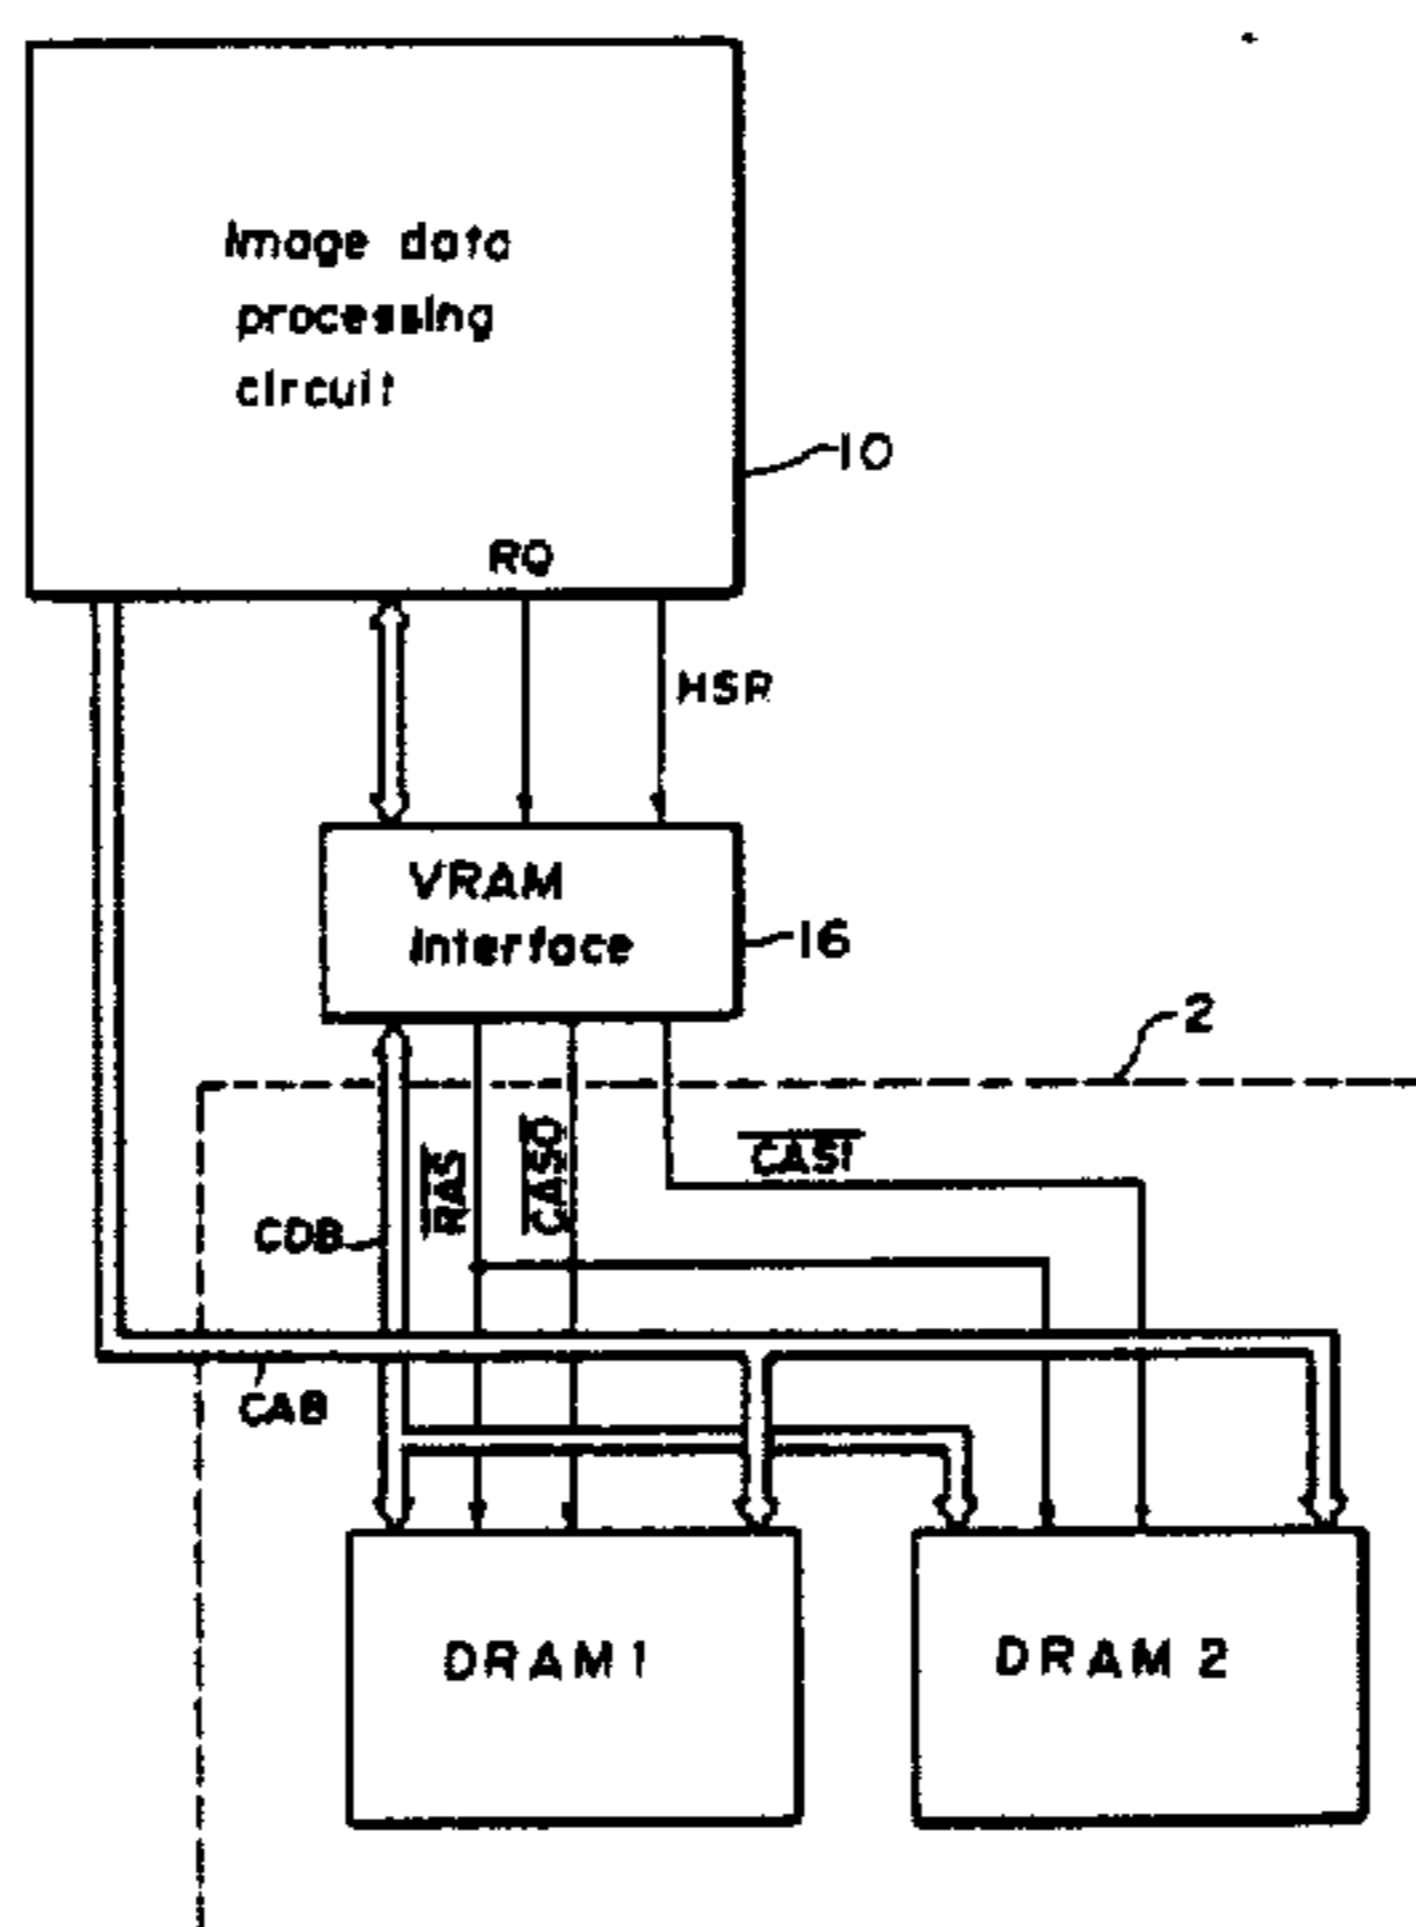 Image data
processing
circuit
10
RQ
HSR
VRAM
Interface
16
2
RAS
CAS0
CAS1
CDB
CAB
DRAM 1
DRAM 2